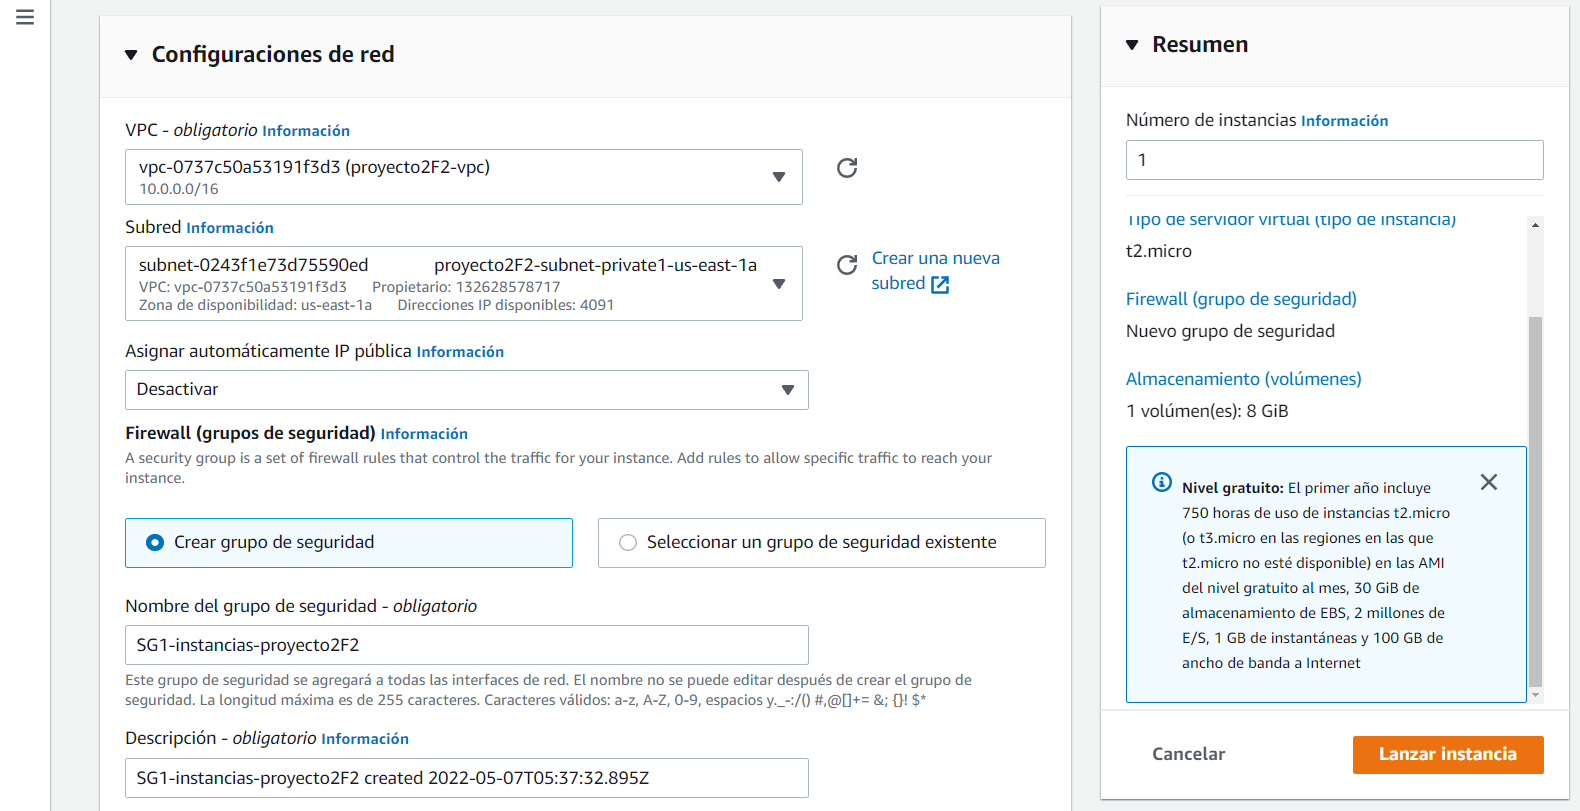 Configuraciones de red
VPC - obligatorio Información
vpc-0737c50a53191f3d3 (proyecto2F2-vpc)
10.0.0.0/16
Subred Información
subnet-0243f1e73d75590ed proyecto2F2-subnet-private1-us-east-1a
VPC: vpc-0737c50a53191f3d3 Propietario: 132628578717
Zona de disponibilidad: us-east-1a Direcciones IP disponibles: 4091
Crear una nueva
subred
Asignar automáticamente IP pública Información
Desactivar
Firewall (grupos de seguridad) Información
A security group is a set of firewall rules that control the traffic for your instance. Add rules to allow specific traffic to reach your
instance.
Crear grupo de seguridad
Seleccionar un grupo de seguridad existente
Nombre del grupo de seguridad - obligatorio
SG1-instancias-proyecto2F2
Este grupo de seguridad se agregará a todas las interfaces de red. El nombre no se puede editar después de crear el grupo de
seguridad. La longitud máxima es de 255 caracteres. Caracteres válidos: a-z, A-Z, 0-9, espacios y._-:/() #,@[]+= &; {}! $*
Descripción - obligatorio Información
SG1-instancias-proyecto2F2 created 2022-05-07T05:37:32.895Z
Resumen
Número de instancias Información
1
Tipo de servidor virtual (tipo de instancia)
t2.micro
Firewall (grupo de seguridad)
Nuevo grupo de seguridad
Almacenamiento (volúmenes)
1 volúmen(es): 8 GiB
Nivel gratuito: El primer año incluye
750 horas de uso de instancias t2.micro
(o t3.micro en las regiones en las que
t2.micro no esté disponible) en las AMI
del nivel gratuito al mes, 30 GiB de
almacenamiento de EBS, 2 millones de
E/S, 1 GB de instantáneas y 100 GB de
ancho de banda a Internet
Cancelar
Lanzar instancia